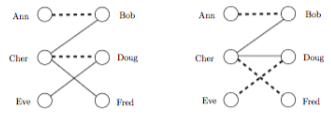 Ann Bob Ann Bob
Cher Doug Cher Doug
Eve Fred Eve Fred